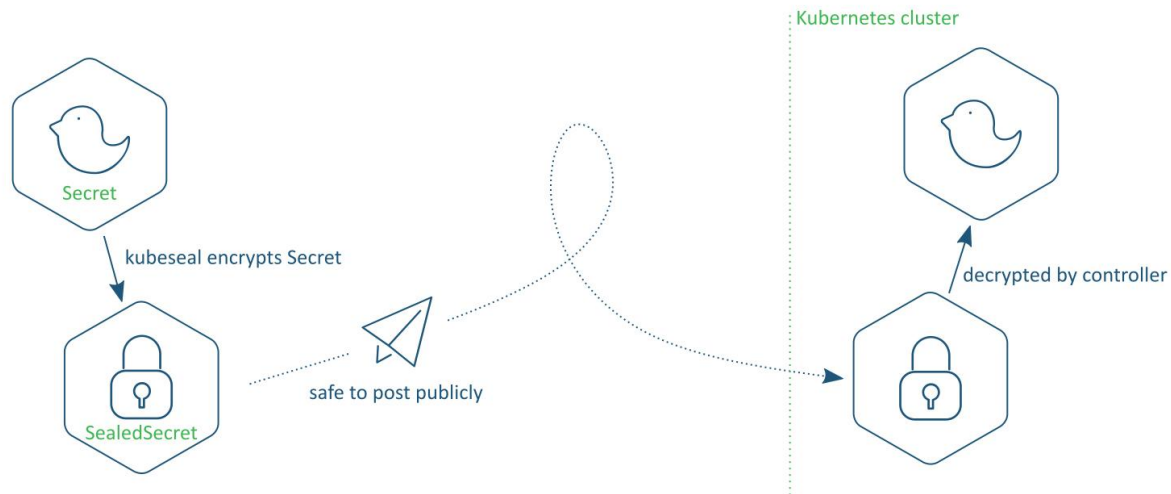 Kubernetes cluster
Secret
kubeseal encrypts Secret
decrypted by controller
safe to post publicly
SealedSecret